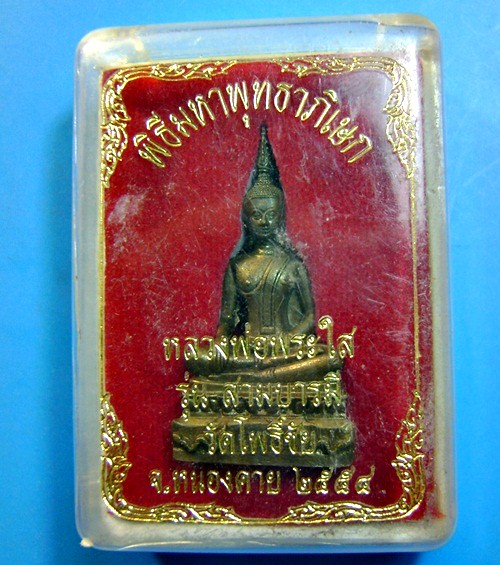 พิธีมหาพุทธาภิเษก
หลวงพ่อพระใส
รุ่น สามบารมี
วัดโพธิ์ชัย
จ.หนองคาย ๒๕๕๔